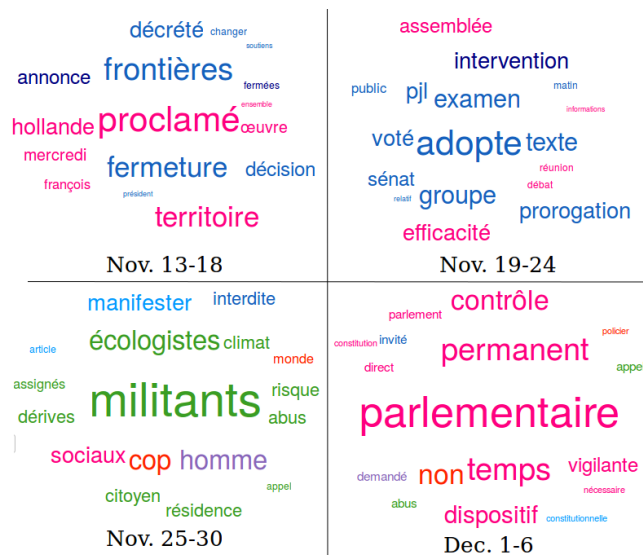 décrété changer
soutiens
annonce frontières
fermées
ensemble
hollande proclamé œuvre
mercredi
fermeture décision
françois
président
territoire
Nov. 13-18
assemblée
intervention
public pjl examen matin
informations
voté adopte texte
réunion
sénat débat
relatif groupe
prorogation
efficacité
Nov. 19-24
manifester interdite
écologistes climat
article
monde
assignés militants risque
dérves abus
sociaux cop homme
citoyen appel
résidence
Nov. 25-30
contrôle
parlement
policier
constitution invité permanent
direct appel
parlementaire
demandé non temps vigilante
nécessaire
abus
dispositif constitutionnelle
Dec. 1-6